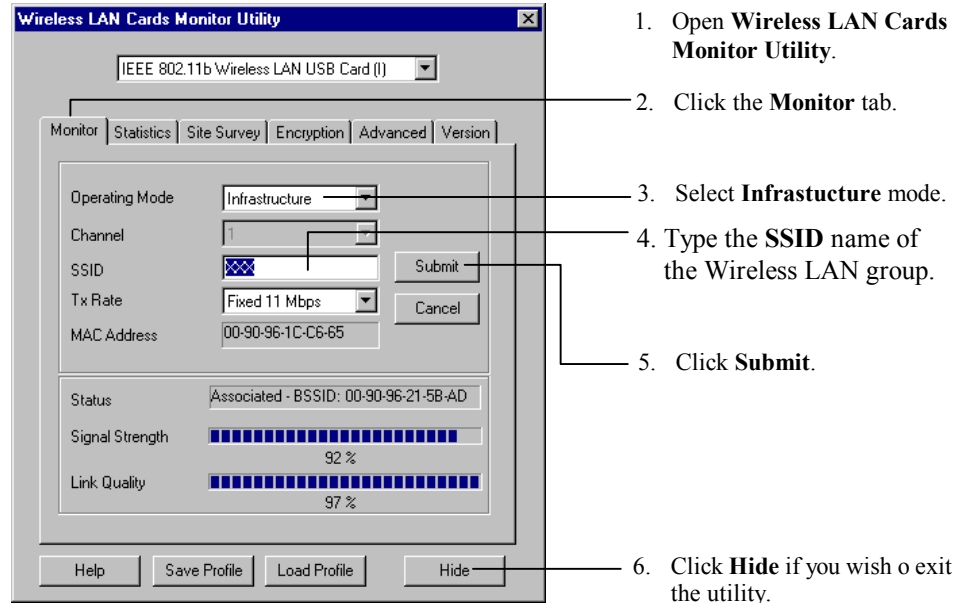 Wireless LAN Cards Monitor Utility
IEEE 802.11b Wireless LAN USB Card (I)
Monitor Statistics Site Survey Encryption Advanced Version
Operating Mode Infrastructure
Channel 1
SSID XXX Submit
Tx Rate Fixed 11 Mbps Cancel
MAC Address 00-90-96-1C-C6-65
Status Associated - BSSID: 00-90-96-21-5B-AD
Signal Strength
92 %
Link Quality
97 %
Help Save Profile Load Profile Hide
1. Open Wireless LAN Cards
Monitor Utility.
2. Click the Monitor tab.
3. Select Infrastucture mode.
4. Type the SSID name of
the Wireless LAN group.
5. Click Submit.
6. Click Hide if you wish o exit
the utility.